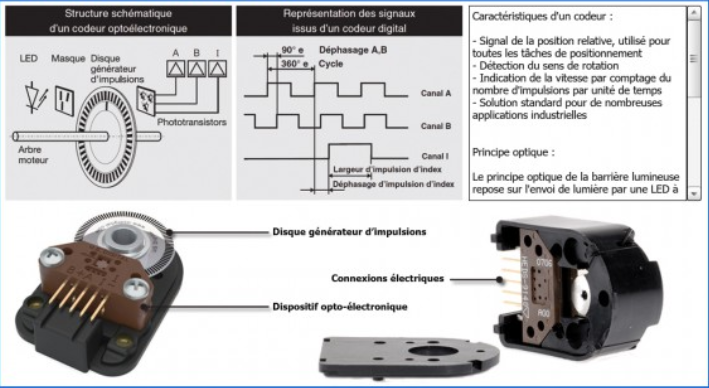 Structure schématique
d'un codeur optoélectronique
LED
Masque
Disque
générateur
d'impulsions
A B I
Phototransistors
Arbre
moteur
Représentation des signaux
issus d'un codeur digital
90° e Déphasage A,B
360° e Cycle
Canal A
Canal B
Canal I
Largeur d'impulsion d'index
Déphasage d'impulsion d'index
Caractéristiques d'un codeur :
- Signal de la position relative, utilisé pour
toutes les tâches de positionnement
- Détection du sens de rotation
- Indication de la vitesse par comptage du
nombre d'impulsions par unité de temps
- Solution standard pour de nombreuses
applications industrielles
Principe optique :
Le principe optique de la barrière lumineuse
repose sur l'envoi de lumière par une LED à
Disque générateur d'impulsions
Connexions électriques
Dispositif opto-électronique
0706
A00